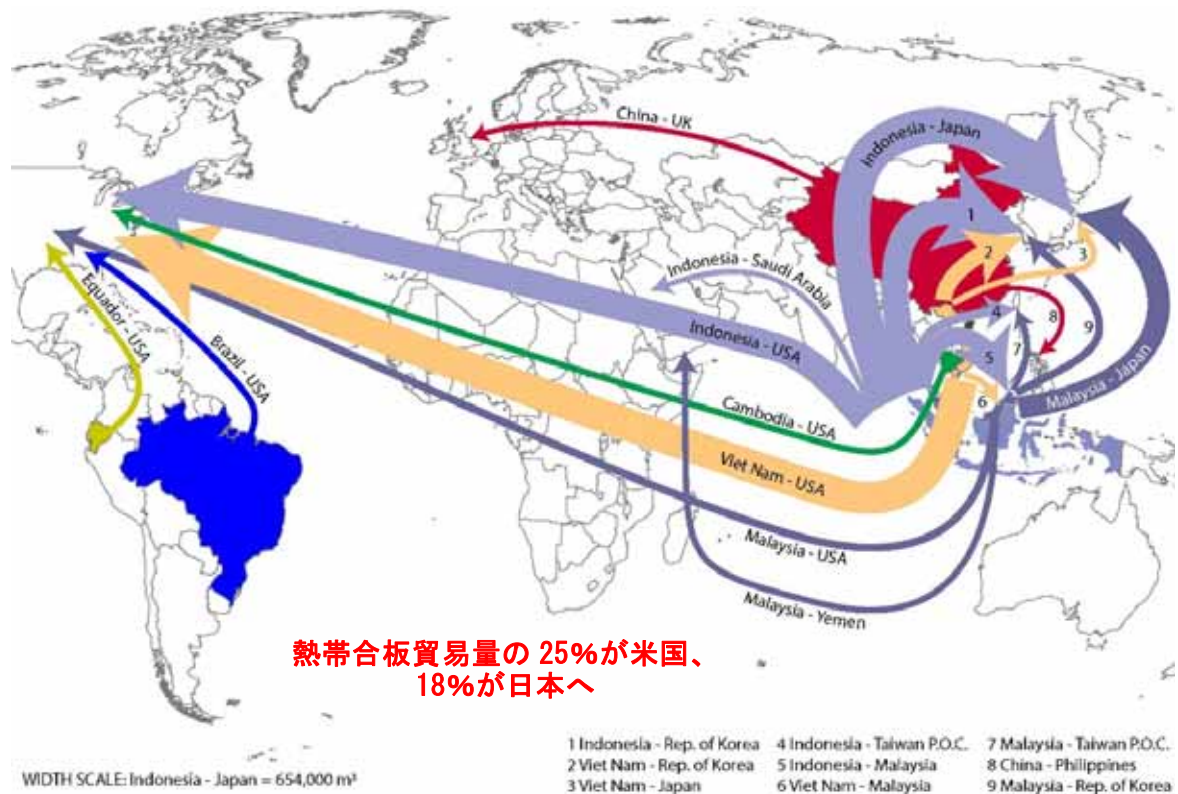 China - UK
Indonesia - Japan
1
2
3
Indonesia - Saudi Arabia
4
Equador - USA
Brazil - USA
Indonesia - USA
8
9
7
5
6
Malaysia - Japan
Cambodia - USA
Viet Nam - USA
Malaysia - USA
Malaysia - Yemen
熱帯合板貿易量の 25%が米国、
18%が日本へ
1 Indonesia - Rep. of Korea
2 Viet Nam - Rep. of Korea
3 Viet Nam - Japan
4 Indonesia - Taiwan P.O.C.
5 Indonesia - Malaysia
6 Viet Nam - Malaysia
7 Malaysia - Taiwan P.O.C.
8 China - Philippines
9 Malaysia - Rep. of Korea
WIDTH SCALE: Indonesia - Japan = 654,000 m³